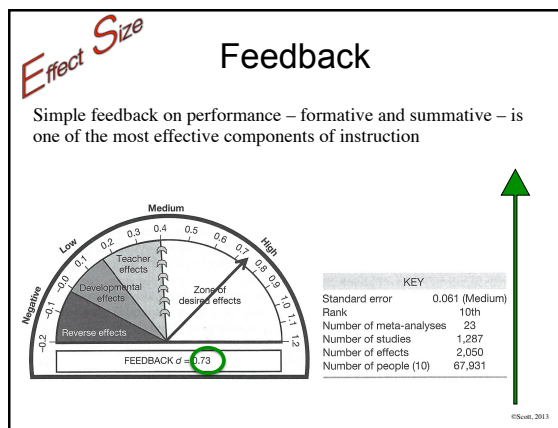 Effect Size
Feedback
Simple feedback on performance – formative and summative – is
one of the most effective components of instruction
Medium
Low
High
Negative
-0.2
-0.1
-0.0
0.1
0.2
0.3
0.4
0.5
0.6
0.7
0.8
0.9
1.0
1.1
1.2
Teacher
effects
Developmental
effects
Reverse effects
Zone of
desired effects
FEEDBACK d = 0.73
KEY
Standard error 0.061 (Medium)
Rank 10th
Number of meta-analyses 23
Number of studies 1,287
Number of effects 2,050
Number of people (10) 67,931
©Scott, 2013